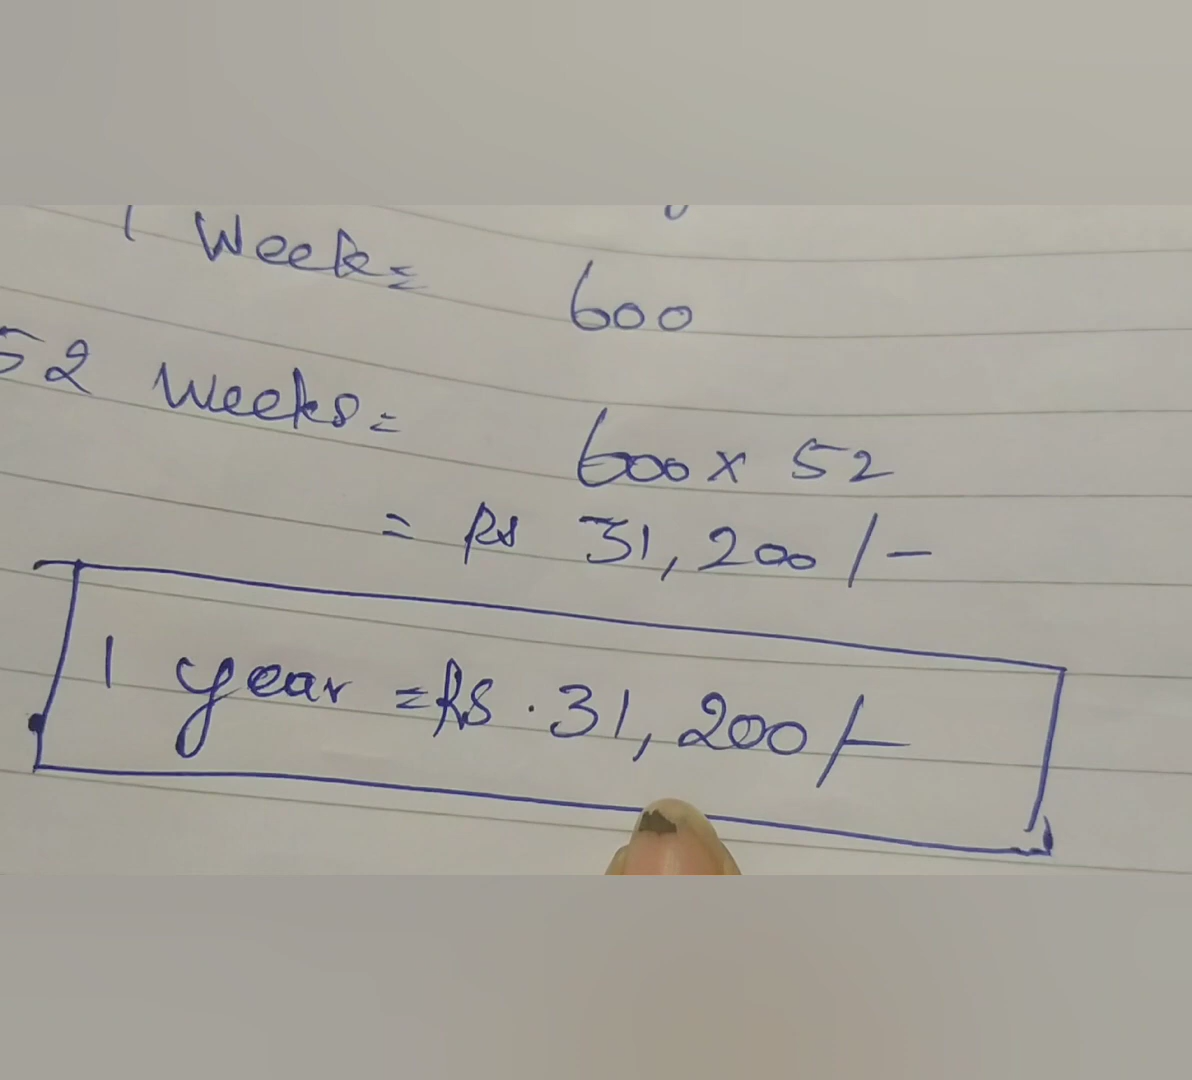 1 Week =
600
52 Weeks =
600 x 52
= Rs 31,200/-
1 year = RS. 31,200/-